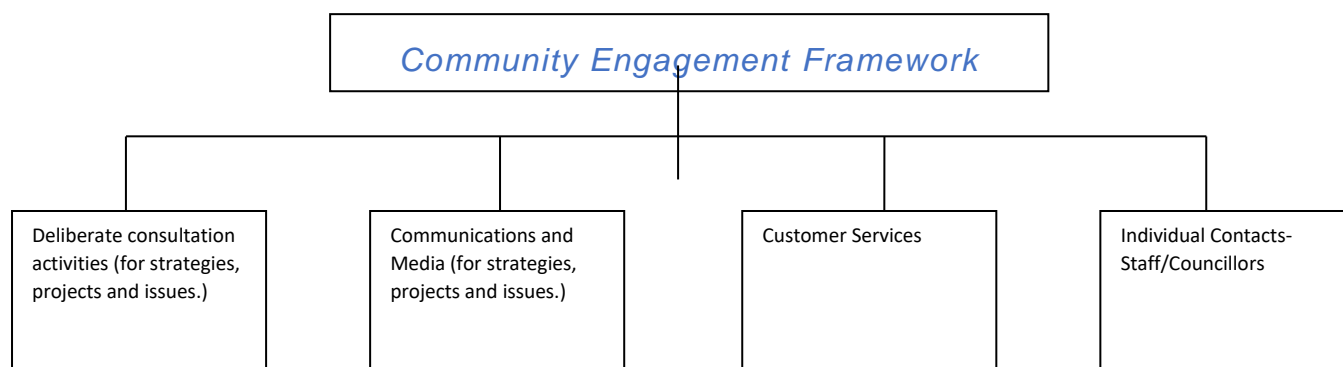 Community Engagement Framework
Deliberate consultation
activities (for strategies,
projects and issues.)
Communications and
Media (for strategies,
projects and issues.)
Customer Services
Individual Contacts-
Staff/Councillors